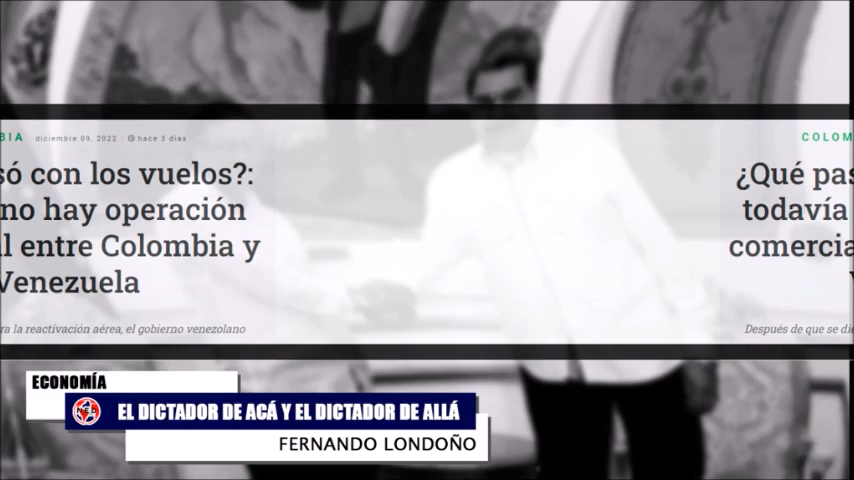 BIA diciembre 09, 2022 hace 3 días
só con los vuelos?:
no hay operación
l entre Colombia y
Venezuela
ra la reactivación aérea, el gobierno venezolano
COLOM
¿Qué pas
todavía
comercia
V
Después de que se die
ECONOMÍA
EL DICTADOR DE ACÁ Y EL DICTADOR DE ALLÁ
FERNANDO LONDOÑO